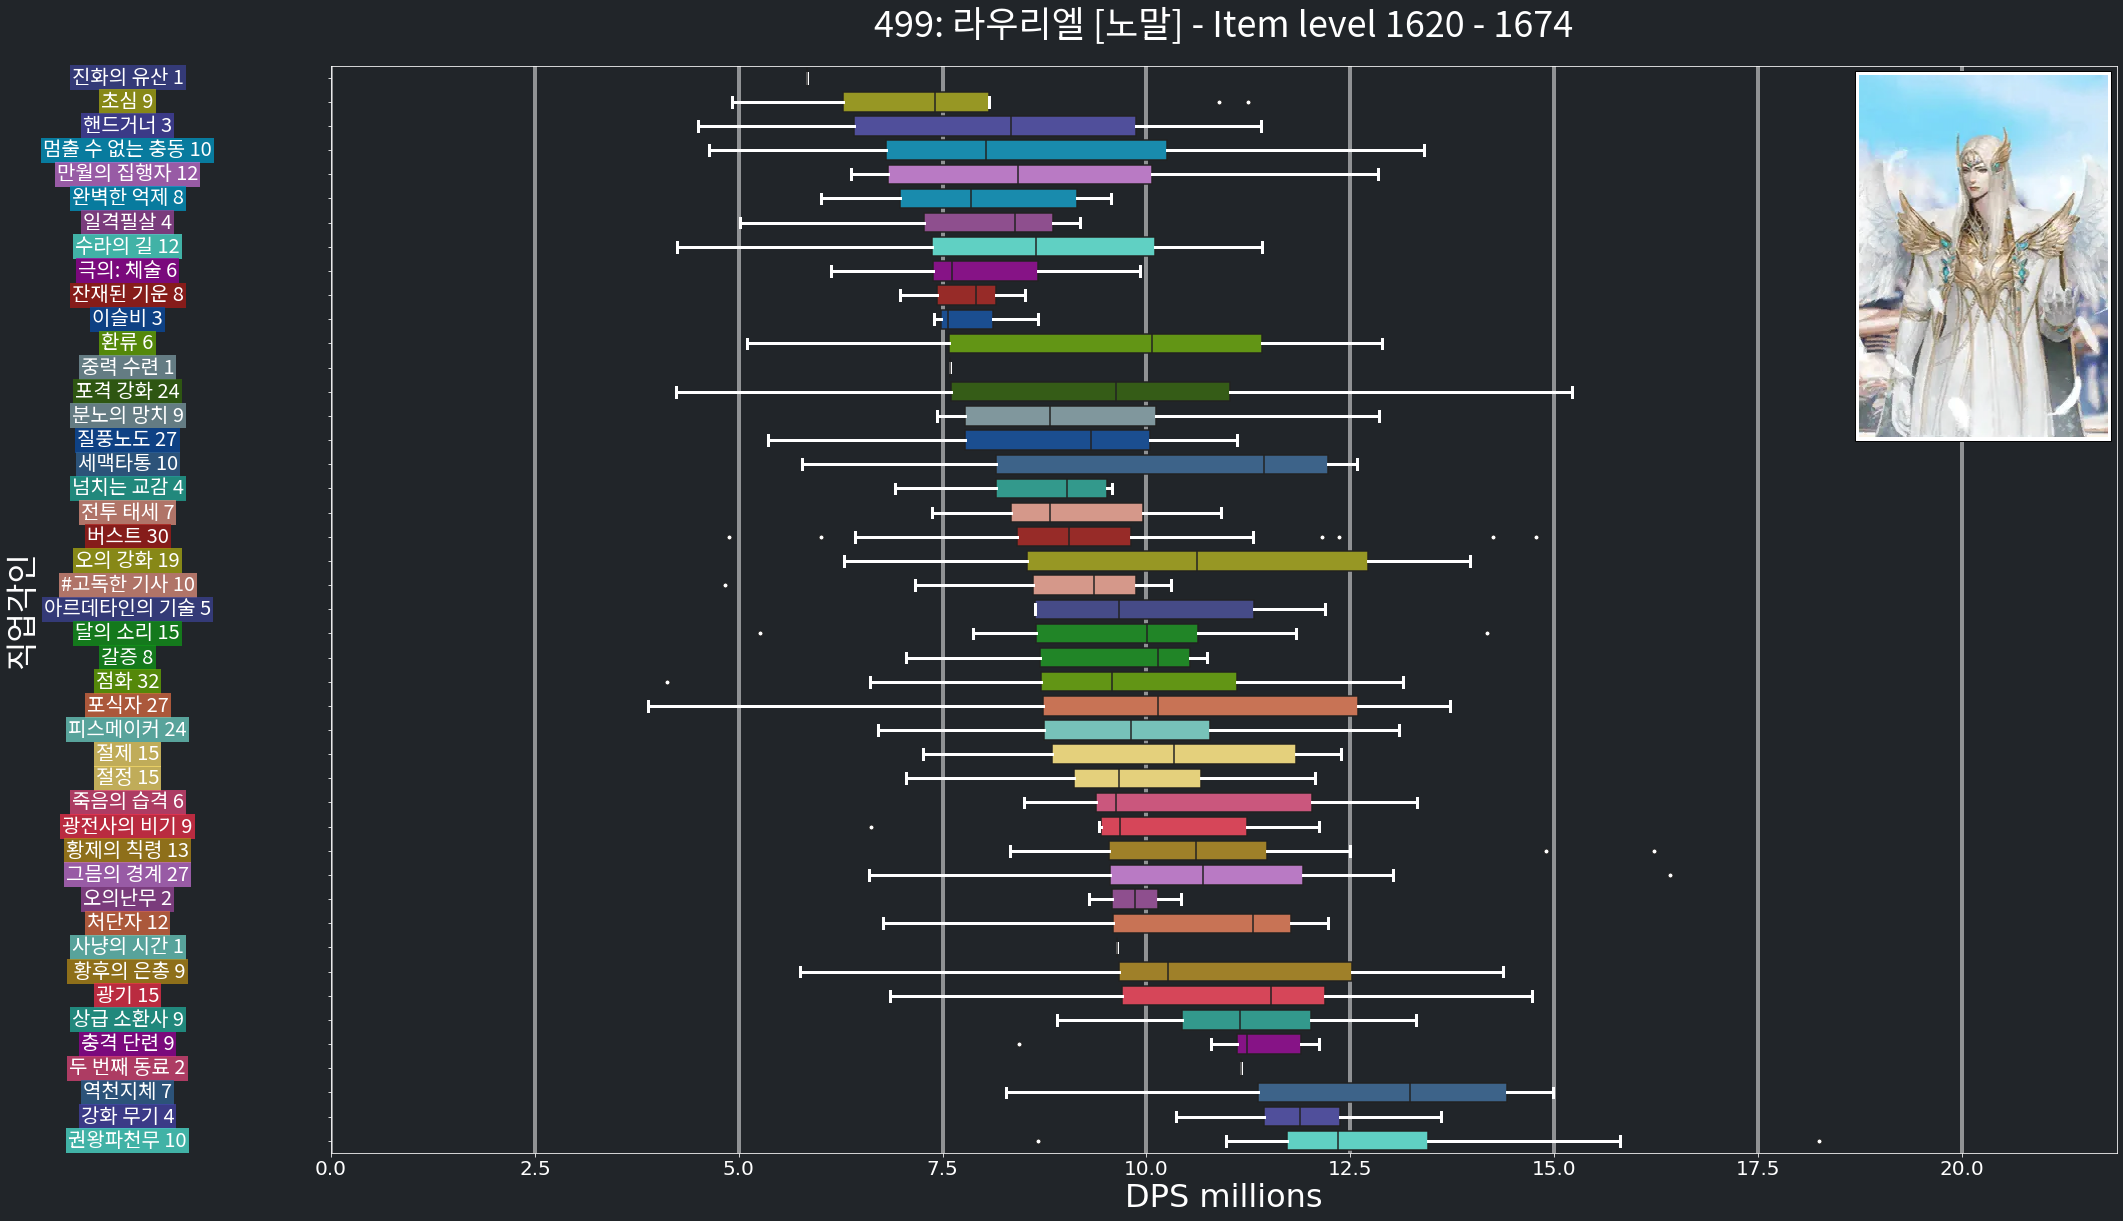 499: 라우리엘 [노말] - Item level 1620 - 1674
진화의 유산 1
초심 9
핸드거너 3
멈출 수 없는 충동 10
만월의 집행자 12
완벽한 억제 8
일격필살 4
수라의 길 12
극의: 체술 6
잔재된 기운 8
이슬비 3
환류 6
중력 수련 1
포격 강화 24
분노의 망치 9
질풍노도 27
세맥타통 10
넘치는 교감 4
전투 태세 7
버스트 30
오의 강화 19
#고독한 기사 10
아르데타인의 기술 5
달의 소리 15
갈증 8
점화 32
포식자 27
피스메이커 24
절제 15
절정 15
죽음의 습격 6
광전사의 비기 9
황제의 칙령 13
그믐의 경계 27
오의난무 2
처단자 12
사냥의 시간 1
황후의 은총 9
광기 15
상급 소환사 9
충격 단련 9
두 번째 동료 2
역천지체 7
강화 무기 4
권왕파천무 10
직업각인
0.0 2.5 5.0 7.5 10.0 12.5 15.0 17.5 20.0
DPS millions